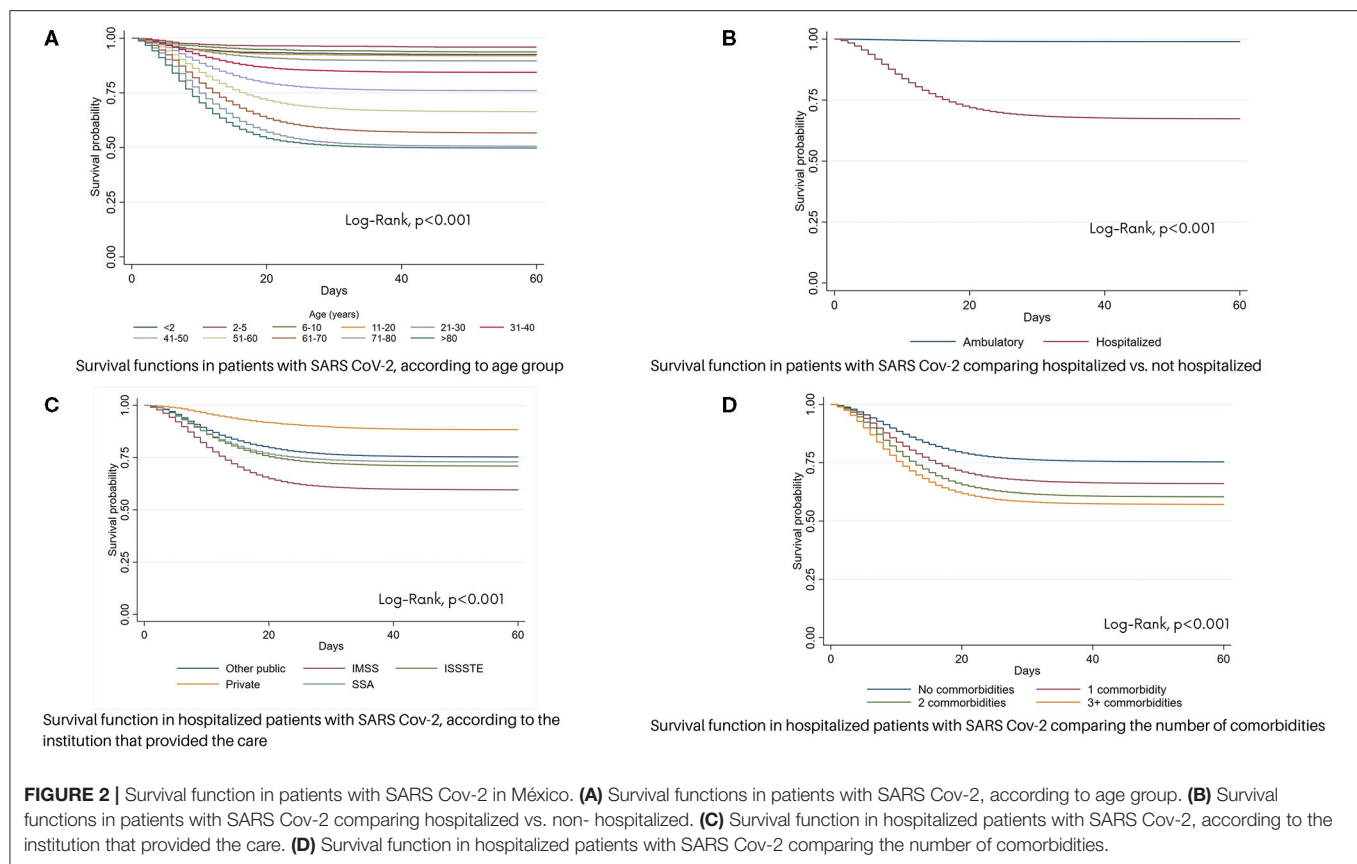 A
1.00
0.75
0.50
0.25
0.00
Survival probability
0
20
40
60
Days
Log-Rank, p<0.001
Age (years)
<2 2-5 6-10 11-20 21-30 31-40
41-50 51-60 61-70 71-80 >80
Survival functions in patients with SARS CoV-2, according to age group
B
1.00
0.75
0.50
0.25
0.00
Survival probability
0
20
40
60
Days
Log-Rank, p<0.001
Ambulatory Hospitalized
Survival function in patients with SARS Cov-2 comparing hospitalized vs. not hospitalized
C
1.00
0.75
0.50
0.25
0.00
Survival probability
0
20
40
60
Days
Log-Rank, p<0.001
Other public IMSS ISSSTE
Private SSA
Survival function in hospitalized patients with SARS Cov-2, according to the
institution that provided the care
D
1.00
0.75
0.50
0.25
0.00
Survival probability
0
20
40
60
Days
Log-Rank, p<0.001
No commorbidities 1 commorbidity
2 commorbidities 3+ commorbidities
Survival function in hospitalized patients with SARS Cov-2 comparing the number of comorbidities
FIGURE 2 | Survival function in patients with SARS Cov-2 in México. (A) Survival functions in patients with SARS Cov-2, according to age group. (B) Survival
functions in patients with SARS Cov-2 comparing hospitalized vs. non- hospitalized. (C) Survival function in hospitalized patients with SARS Cov-2, according to the
institution that provided the care. (D) Survival function in hospitalized patients with SARS Cov-2 comparing the number of comorbidities.